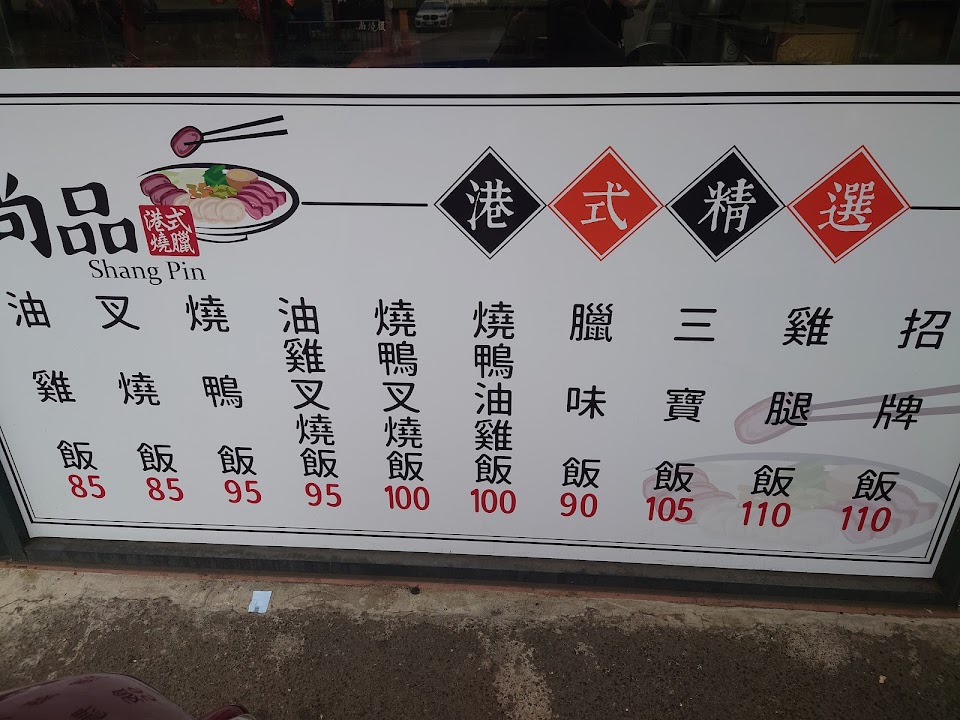 尚品
港式
燒臘
Shang Pin
港式精選
油雞飯 85
叉燒飯 85
燒鴨飯 95
油雞叉燒飯 95
燒鴨叉燒飯 100
燒鴨油雞飯 100
臘味飯 90
三寶飯 105
雞腿飯 110
招牌飯 110